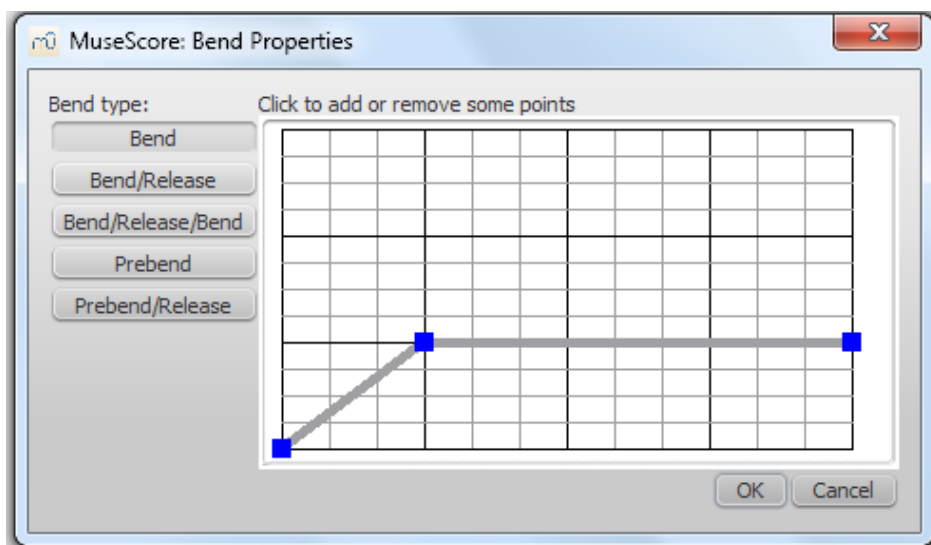 MuseScore: Bend Properties
Bend type:
Click to add or remove some points
Bend
Bend/Release
Bend/Release/Bend
Prebend
Prebend/Release
OK
Cancel